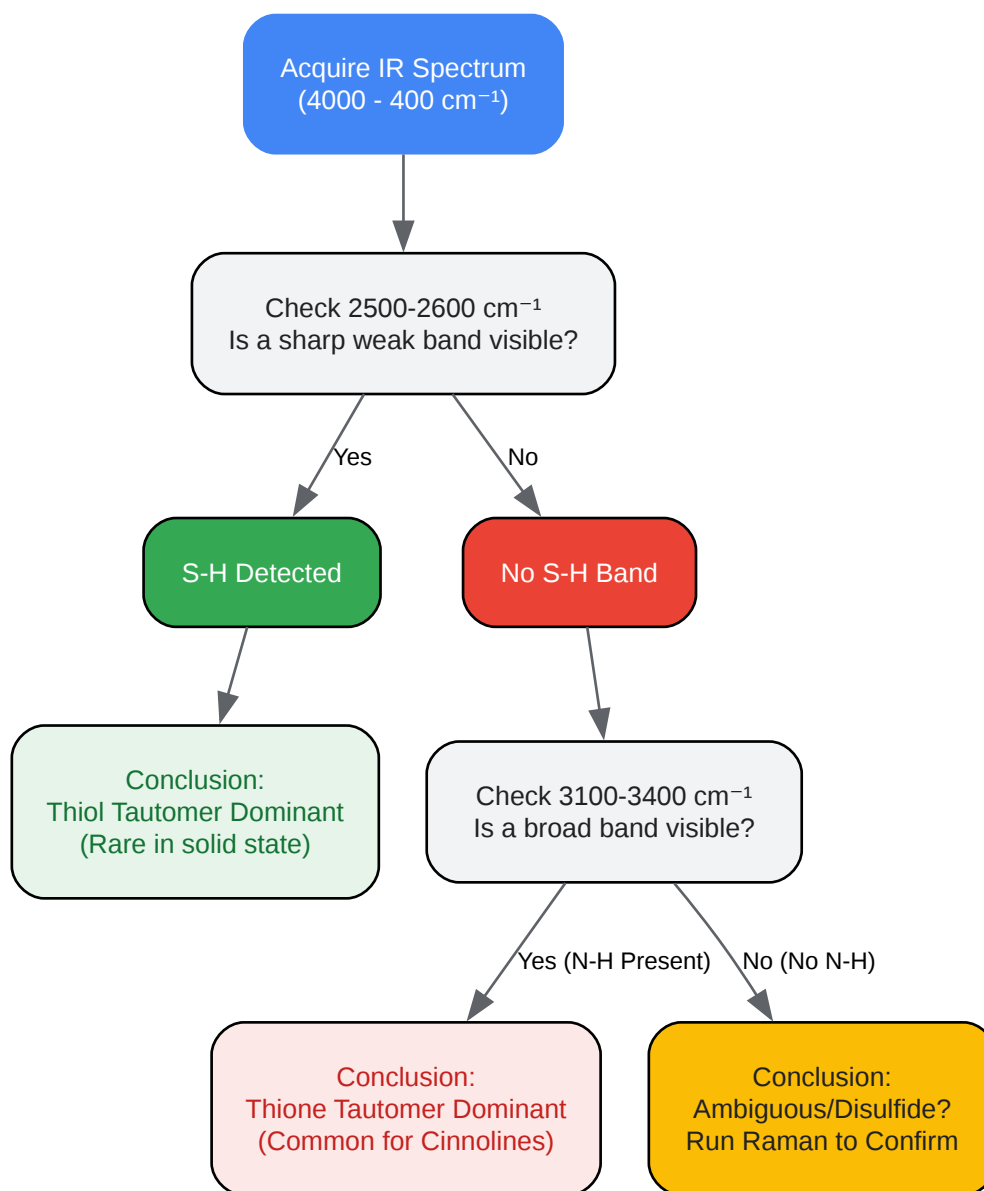 Acquire IR Spectrum
(4000 - 400 cm⁻¹)
Check 2500-2600 cm⁻¹
Is a sharp weak band visible?
Yes
No
S-H Detected
No S-H Band
Conclusion:
Thiol Tautomer Dominant
(Rare in solid state)
Check 3100-3400 cm⁻¹
Is a broad band visible?
Yes (N-H Present)
No (No N-H)
Conclusion:
Thione Tautomer Dominant
(Common for Cinnolines)
Conclusion:
Ambiguous/Disulfide?
Run Raman to Confirm